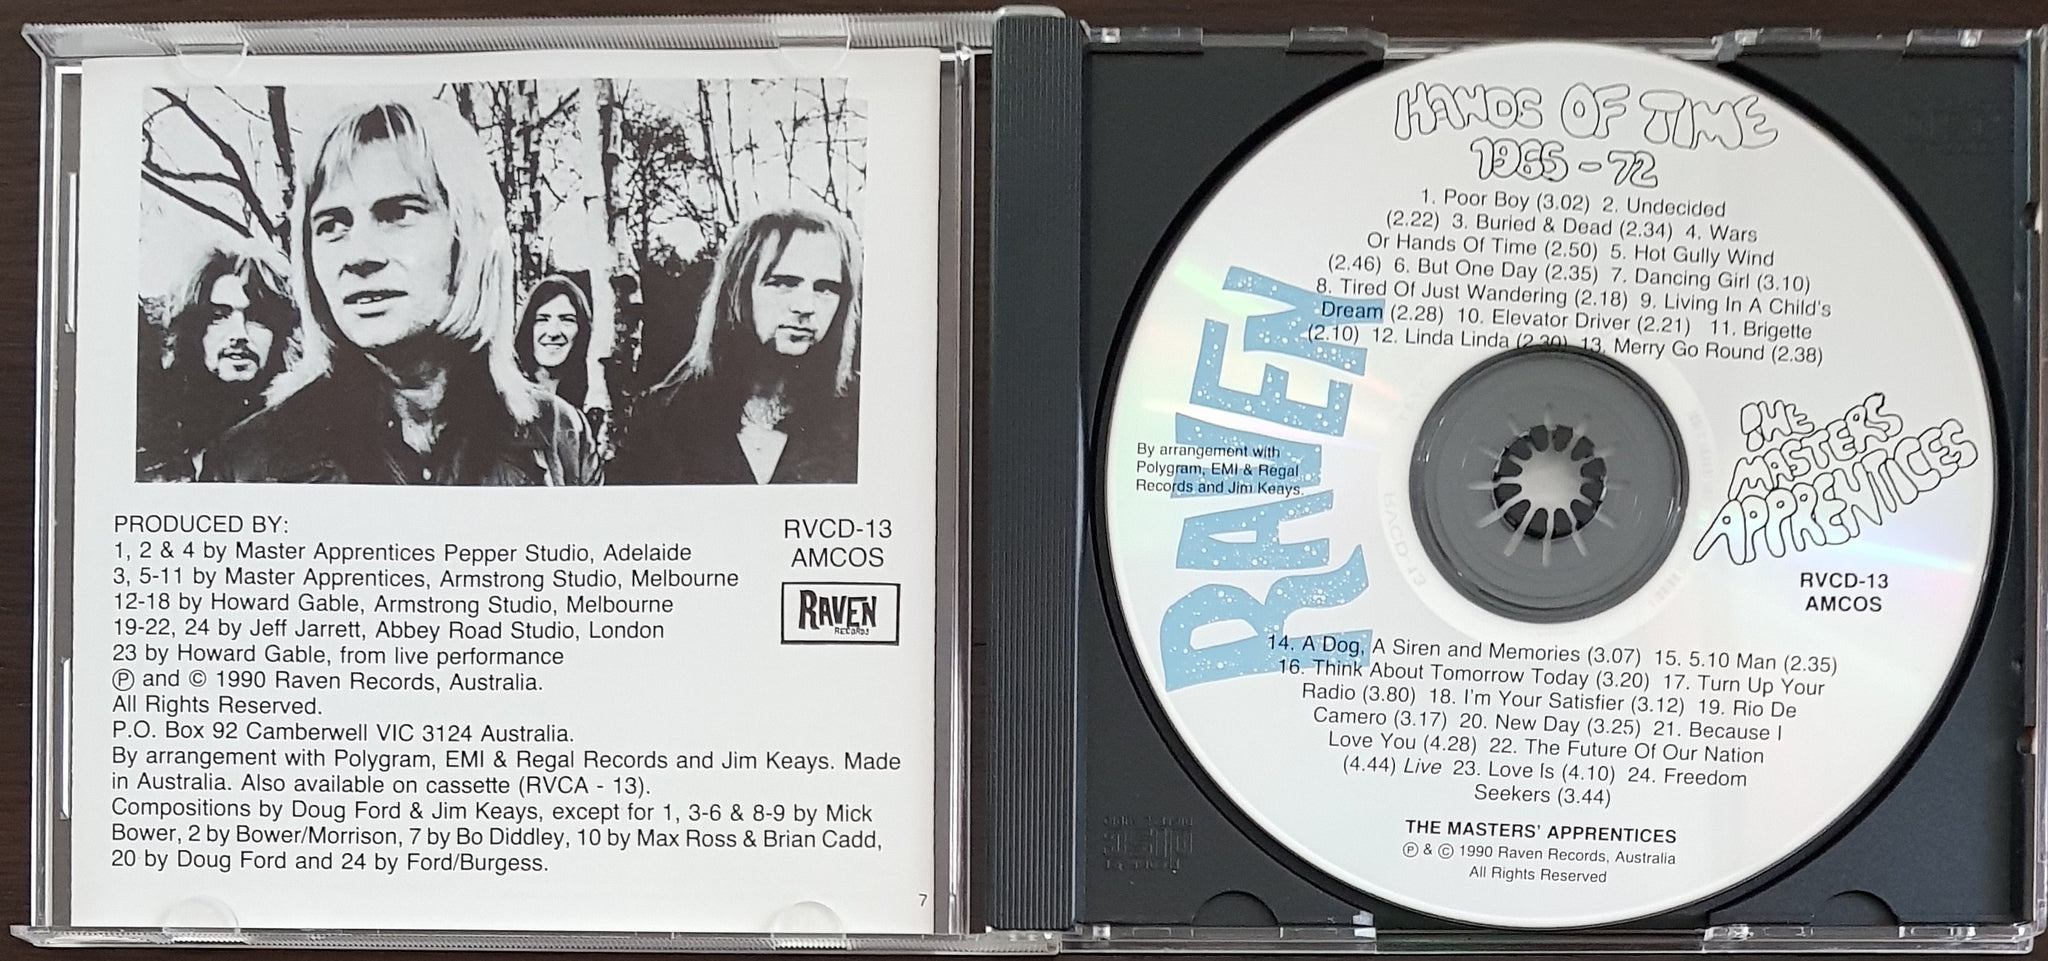 PRODUCED BY:
1, 2 & 4 by Master Apprentices Pepper Studio, Adelaide
3, 5-11 by Master Apprentices, Armstrong Studio, Melbourne
12-18 by Howard Gable, Armstrong Studio, Melbourne
19-22, 24 by Jeff Jarrett, Abbey Road Studio, London
23 by Howard Gable, from live performance
Ⓟ and © 1990 Raven Records, Australia.
All Rights Reserved.
P.O. Box 92 Camberwell VIC 3124 Australia.
By arrangement with Polygram, EMI & Regal Records and Jim Keays. Made
in Australia. Also available on cassette (RVCA - 13).
Compositions by Doug Ford & Jim Keays, except for 1, 3-6 & 8-9 by Mick
Bower, 2 by Bower/Morrison, 7 by Bo Diddley, 10 by Max Ross & Brian Cadd,
20 by Doug Ford and 24 by Ford/Burgess.
RVCD-13
AMCOS
RAVEN
RECORDS
7
HANDS OF TIME
1965-72
1. Poor Boy (3.02) 2. Undecided
(2.22) 3. Buried & Dead (2.34) 4. Wars
Or Hands Of Time (2.50) 5. Hot Gully Wind
(2.46) 6. But One Day (2.35) 7. Dancing Girl (3.10)
8. Tired Of Just Wandering (2.18) 9. Living In A Child's
Dream (2.28) 10. Elevator Driver (2.21) 11. Brigette
(2.10) 12. Linda Linda (2.30) 13. Merry Go Round (2.38)
RAVEN
By arrangement with
Polygram, EMI & Regal
Records and Jim Keays.
THE
MASTERS
APPRENTICES
RVCD-13
AMCOS
14. A Dog, A Siren and Memories (3.07) 15. 5.10 Man (2.35)
16. Think About Tomorrow Today (3.20) 17. Turn Up Your
Radio (3.80) 18. I'm Your Satisfier (3.12) 19. Rio De
Camero (3.17) 20. New Day (3.25) 21. Because I
Love You (4.28) 22. The Future Of Our Nation
(4.44) Live 23. Love Is (4.10) 24. Freedom
Seekers (3.44)
THE MASTERS' APPRENTICES
Ⓟ & © 1990 Raven Records, Australia
All Rights Reserved